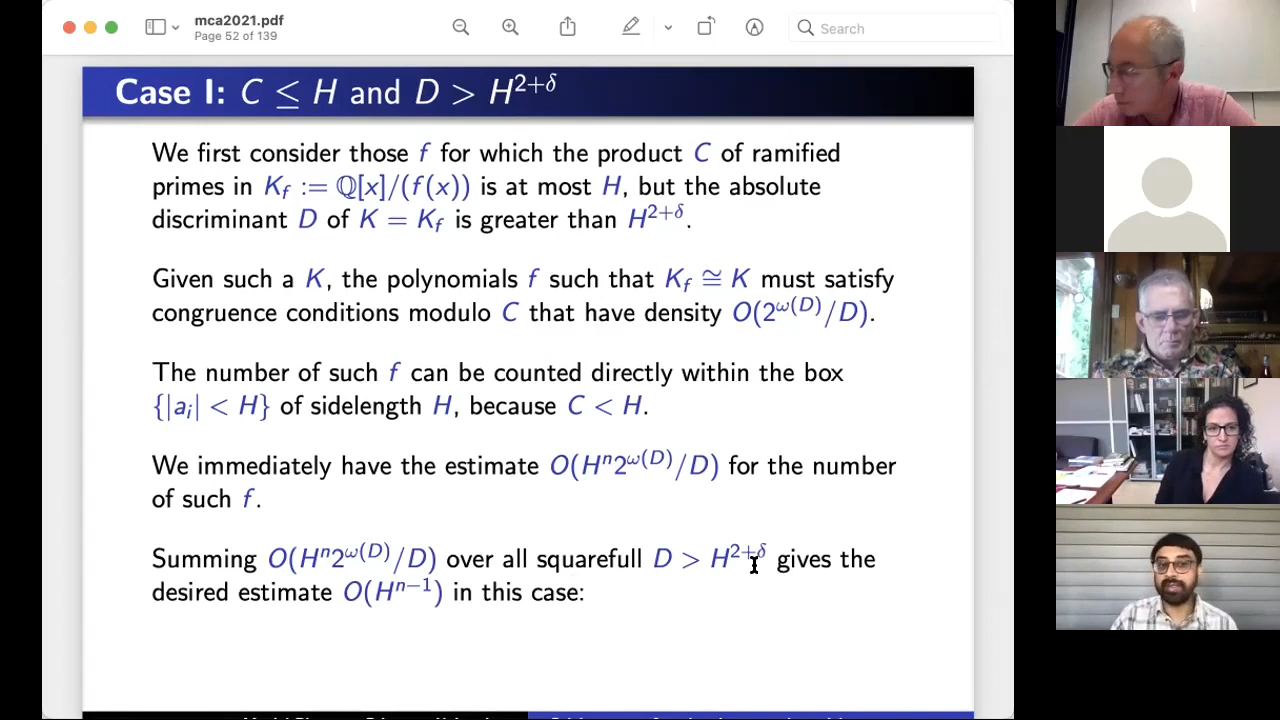 mca2021.pdf
Page 52 of 139
Search
Case I: C ≤ H and D > H^{2+δ}
We first consider those f for which the product C of ramified
primes in K_f := ℚ[x]/(f(x)) is at most H, but the absolute
discriminant D of K = K_f is greater than H^{2+δ}.
Given such a K, the polynomials f such that K_f ≅ K must satisfy
congruence conditions modulo C that have density O(2^{ω(D)}/D).
The number of such f can be counted directly within the box
{|a_i| < H} of sidelength H, because C < H.
We immediately have the estimate O(H^n 2^{ω(D)}/D) for the number
of such f.
Summing O(H^n 2^{ω(D)}/D) over all squarefull D > H^{2+δ} gives the
desired estimate O(H^{n−1}) in this case: